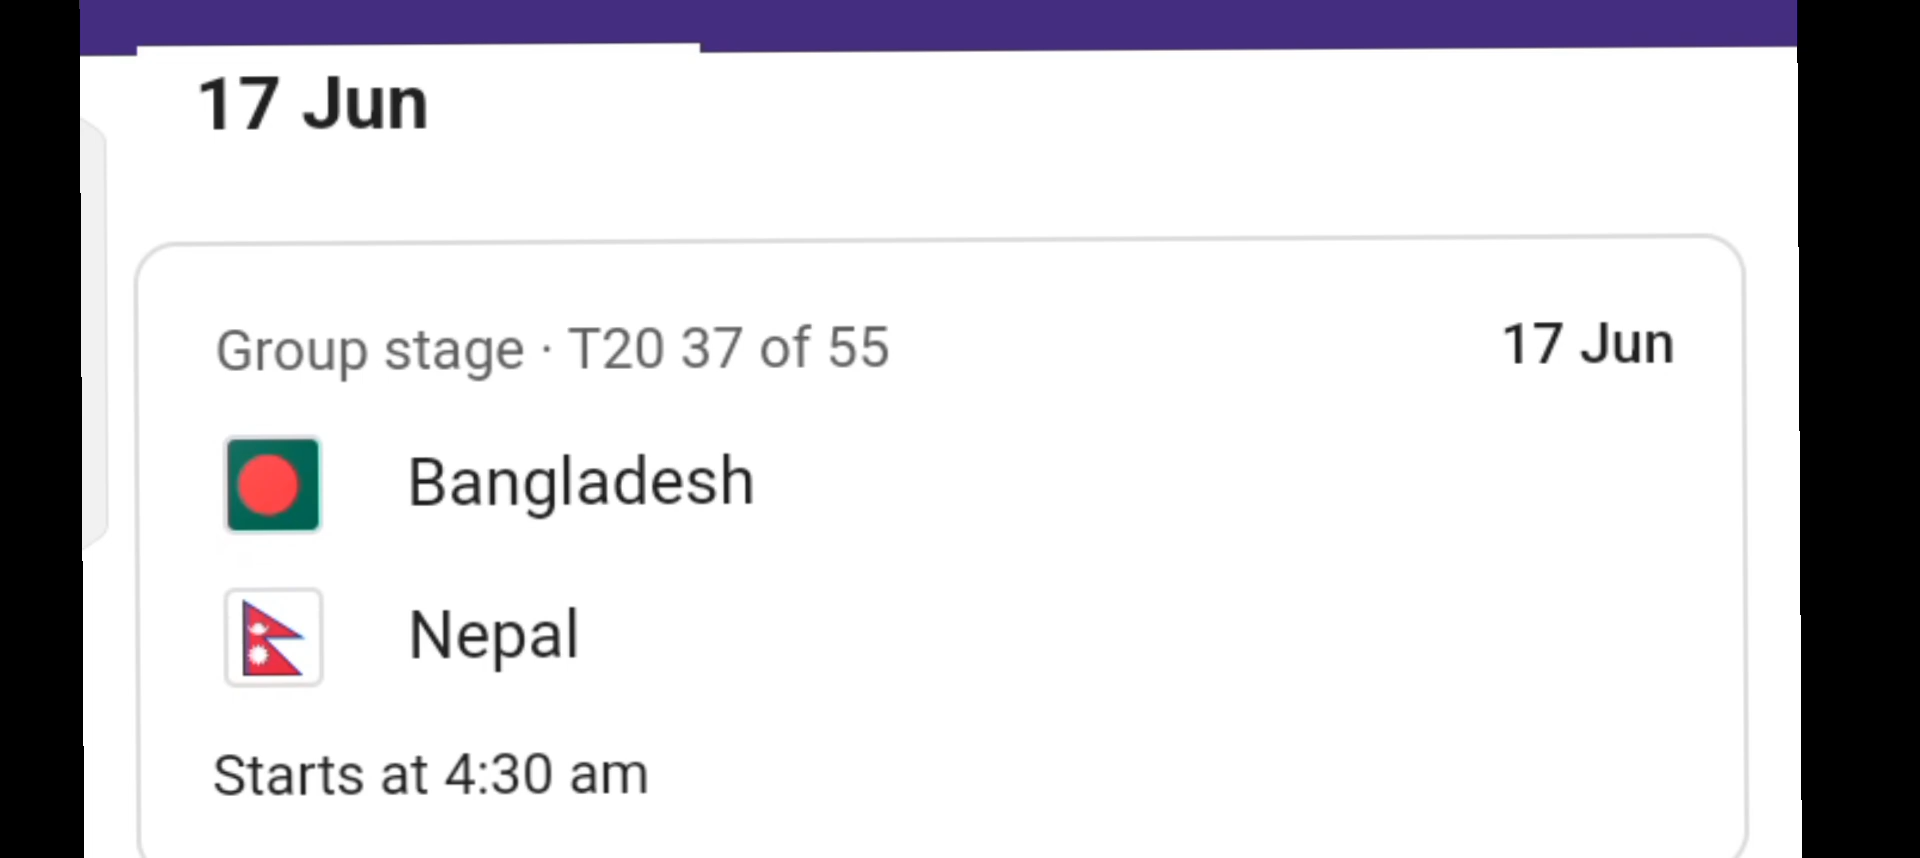 17 Jun
Group stage · T20 37 of 55 17 Jun
Bangladesh
Nepal
Starts at 4:30 am